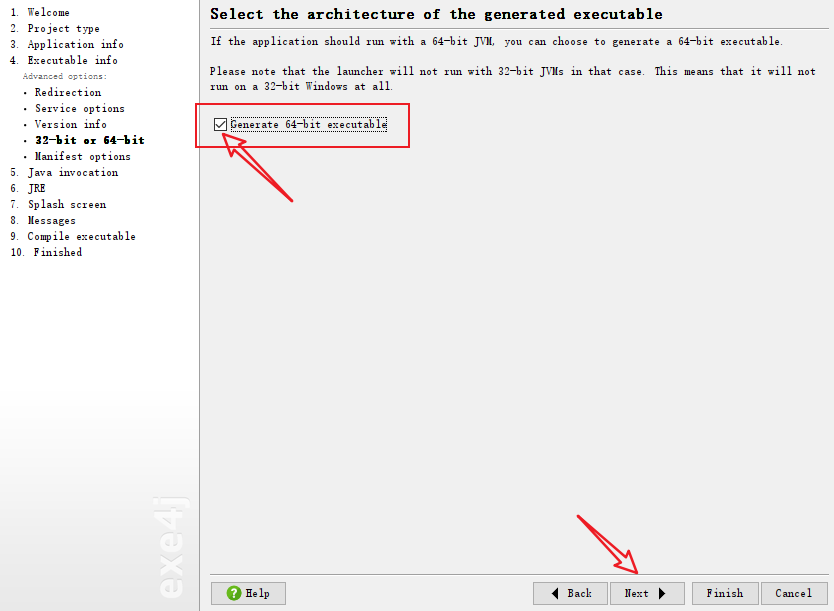 1. Welcome
2. Project type
3. Application info
4. Executable info
Advanced options:
• Redirection
• Service options
• Version info
• 32-bit or 64-bit
• Manifest options
5. Java invocation
6. JRE
7. Splash screen
8. Messages
9. Compile executable
10. Finished
exe4j
Select the architecture of the generated executable
If the application should run with a 64-bit JVM, you can choose to generate a 64-bit executable.
Please note that the launcher will not run with 32-bit JVMs in that case. This means that it will not
run on a 32-bit Windows at all.
Generate 64-bit executable
? Help
Back
Next
Finish
Cancel